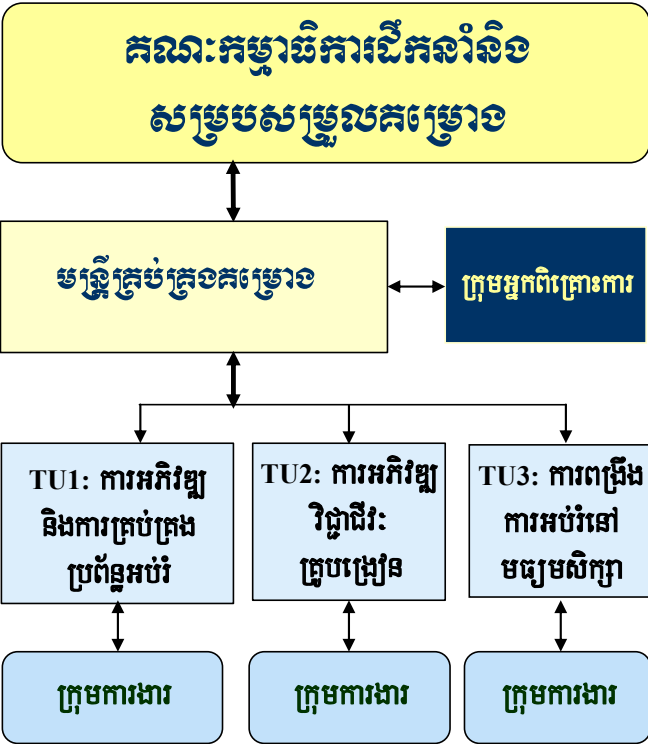 គណៈកម្មាធិការដឹកនាំនិង
សម្របសម្រួលគម្រោង
មន្ត្រីគ្រប់គ្រងគម្រោង
ក្រុមអ្នកពិគ្រោះការ
TU1: ការអភិវឌ្ឍ
និងការគ្រប់គ្រង
ប្រព័ន្ធអប់រំ
TU2: ការអភិវឌ្ឍ
វិជ្ជាជីវៈ
គ្រូបង្រៀន
TU3: ការពង្រឹង
ការអប់រំនៅ
មធ្យមសិក្សា
ក្រុមការងារ
ក្រុមការងារ
ក្រុមការងារ